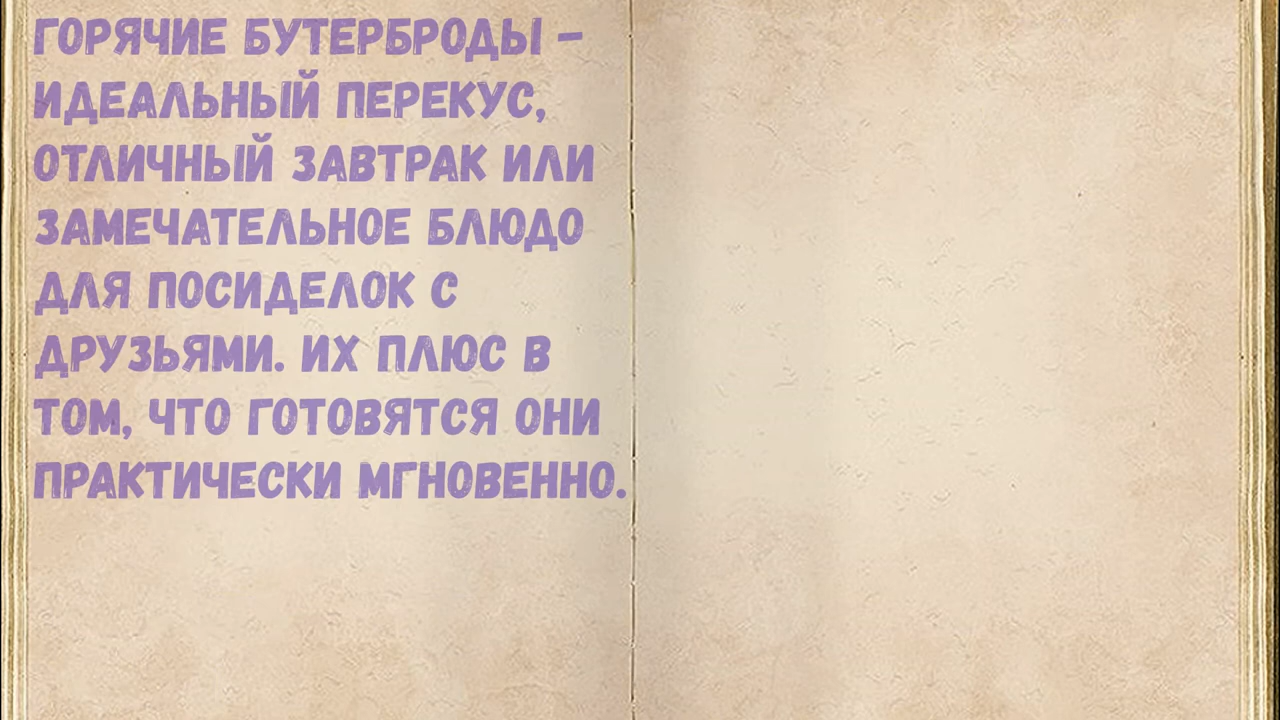 ГОРЯЧИЕ БУТЕРБРОДЫ –
ИДЕАЛЬНЫЙ ПЕРЕКУС,
ОТЛИЧНЫЙ ЗАВТРАК ИЛИ
ЗАМЕЧАТЕЛЬНОЕ БЛЮДО
ДЛЯ ПОСИДЕЛОК С
ДРУЗЬЯМИ. ИХ ПЛЮС В
ТОМ, ЧТО ГОТОВЯТСЯ ОНИ
ПРАКТИЧЕСКИ МГНОВЕННО.